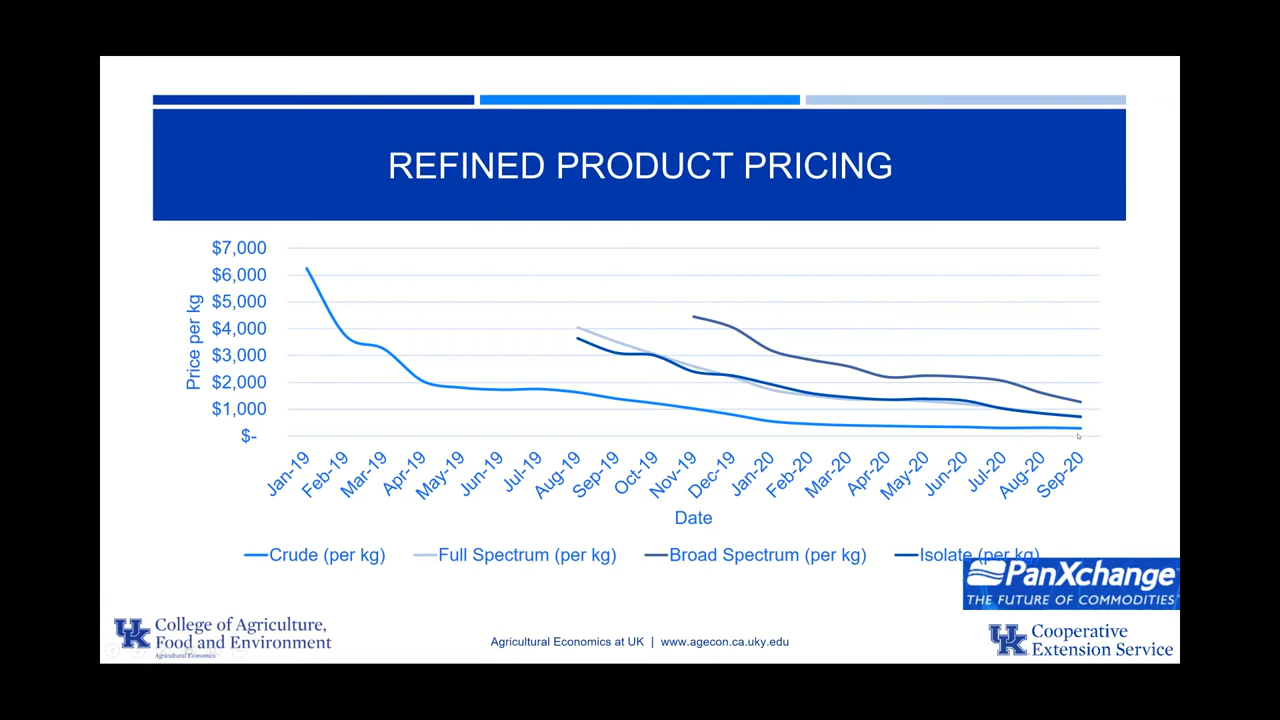 REFINED PRODUCT PRICING
$7,000
$6,000
$5,000
$4,000
$3,000
$2,000
$1,000
$-
Price per kg
Jan-19
Feb-19
Mar-19
Apr-19
May-19
Jun-19
Jul-19
Aug-19
Sep-19
Oct-19
Nov-19
Dec-19
Jan-20
Feb-20
Mar-20
Apr-20
May-20
Jun-20
Jul-20
Aug-20
Sep-20
Date
Crude (per kg)
Full Spectrum (per kg)
Broad Spectrum (per kg)
Isolate (per kg)
PanXchange
THE FUTURE OF COMMODITIES
UK
College of Agriculture,
Food and Environment
Agricultural Economics
Agricultural Economics at UK | www.agecon.ca.uky.edu
UK
Cooperative
Extension Service